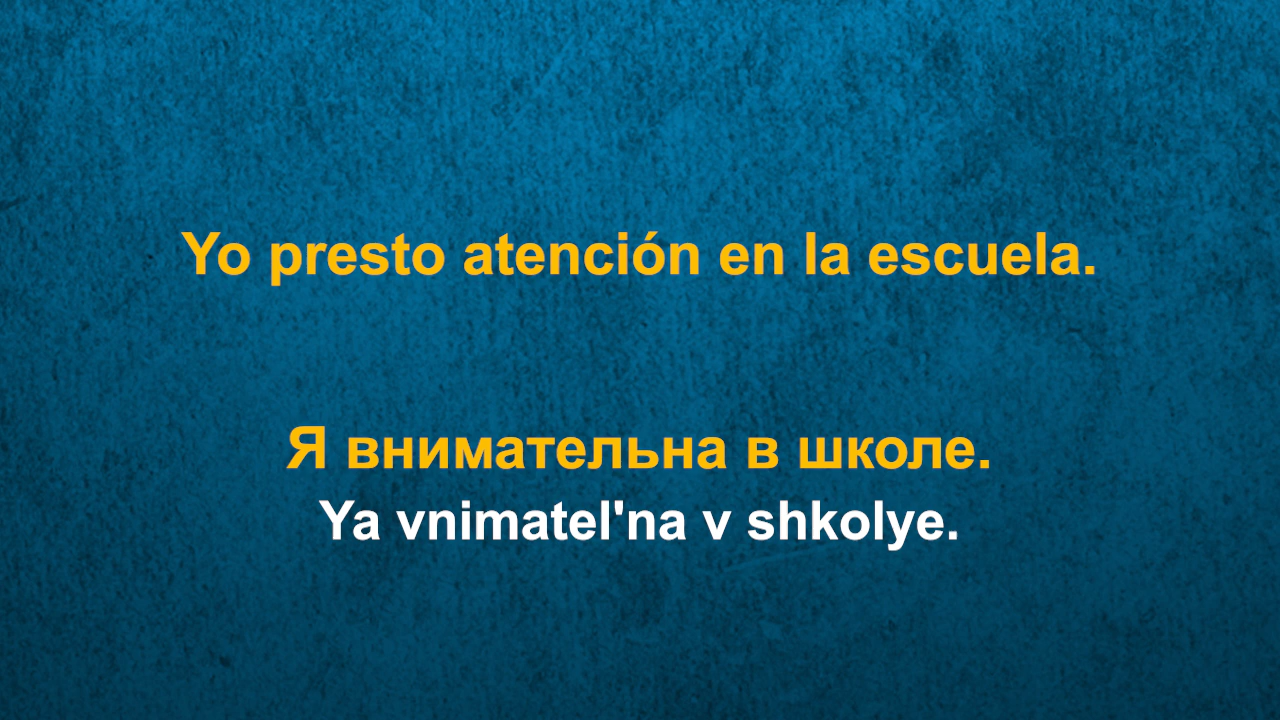 Yo presto atención en la escuela.
Я внимательна в школе.
Ya vnimatel'na v shkolye.